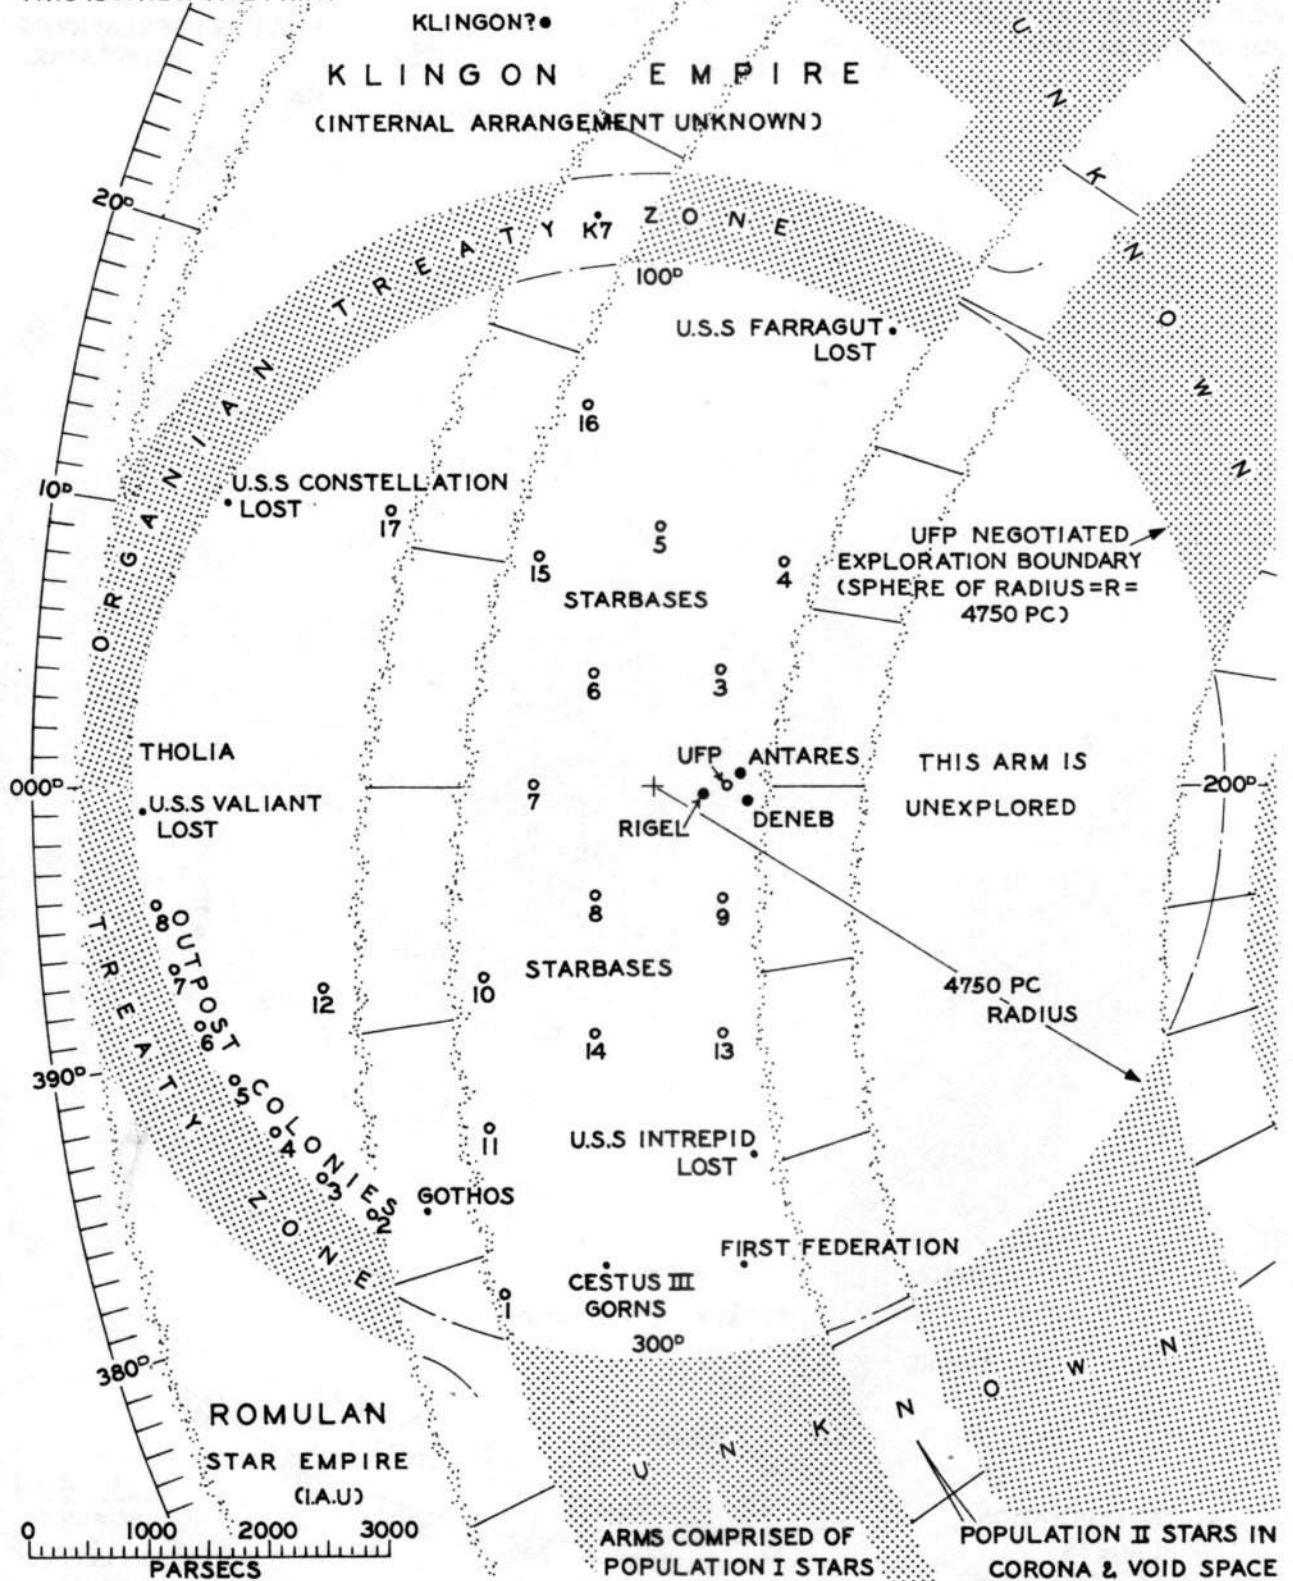 KLINGON?
KLINGON EMPIRE
(INTERNAL ARRANGEMENT UNKNOWN)
UNKNOWN
20D
ORGANIAN TREATY ZONE
K7
100D
U.S.S FARRAGUT
LOST
16
U.S.S CONSTELLATION
LOST
10D
17
5
15
4
UFP NEGOTIATED
EXPLORATION BOUNDARY
(SPHERE OF RADIUS=R=
4750 PC)
STARBASES
6
3
THOLIA
UFP
ANTARES
THIS ARM IS
UNEXPLORED
000D
200D
7
U.S.S VALIANT
LOST
RIGEL
DENEB
8
9
OUTPOST COLONIES
8
7
6
5
4
3
2
STARBASES
10
12
4750 PC
RADIUS
14
13
TREATY ZONE
390D
11
U.S.S INTREPID
LOST
GOTHOS
FIRST FEDERATION
CESTUS III
GORNS
1
300D
380D
UNKNOWN
ROMULAN
STAR EMPIRE
(I.A.U)
0 1000 2000 3000
PARSECS
ARMS COMPRISED OF
POPULATION I STARS
POPULATION II STARS IN
CORONA & VOID SPACE